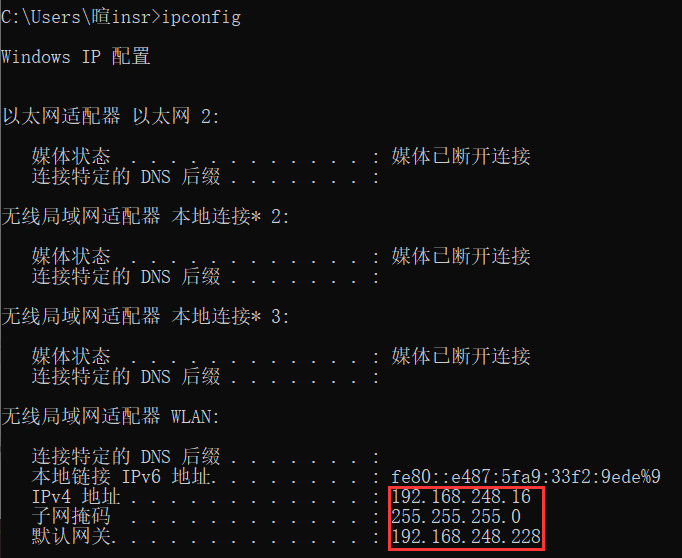 C:\Users\暄insr>ipconfig
Windows IP 配置
以太网适配器 以太网 2:
媒体状态  . . . . . . . . . . . . : 媒体已断开连接
连接特定的 DNS 后缀 . . . . . . . :
无线局域网适配器 本地连接* 2:
媒体状态  . . . . . . . . . . . . : 媒体已断开连接
连接特定的 DNS 后缀 . . . . . . . :
无线局域网适配器 本地连接* 3:
媒体状态  . . . . . . . . . . . . : 媒体已断开连接
连接特定的 DNS 后缀 . . . . . . . :
无线局域网适配器 WLAN:
连接特定的 DNS 后缀 . . . . . . . :
本地链接 IPv6 地址. . . . . . . . : fe80::e487:5fa9:33f2:9ede%9
IPv4 地址 . . . . . . . . . . . . : 192.168.248.16
子网掩码  . . . . . . . . . . . . : 255.255.255.0
默认网关. . . . . . . . . . . . . : 192.168.248.228